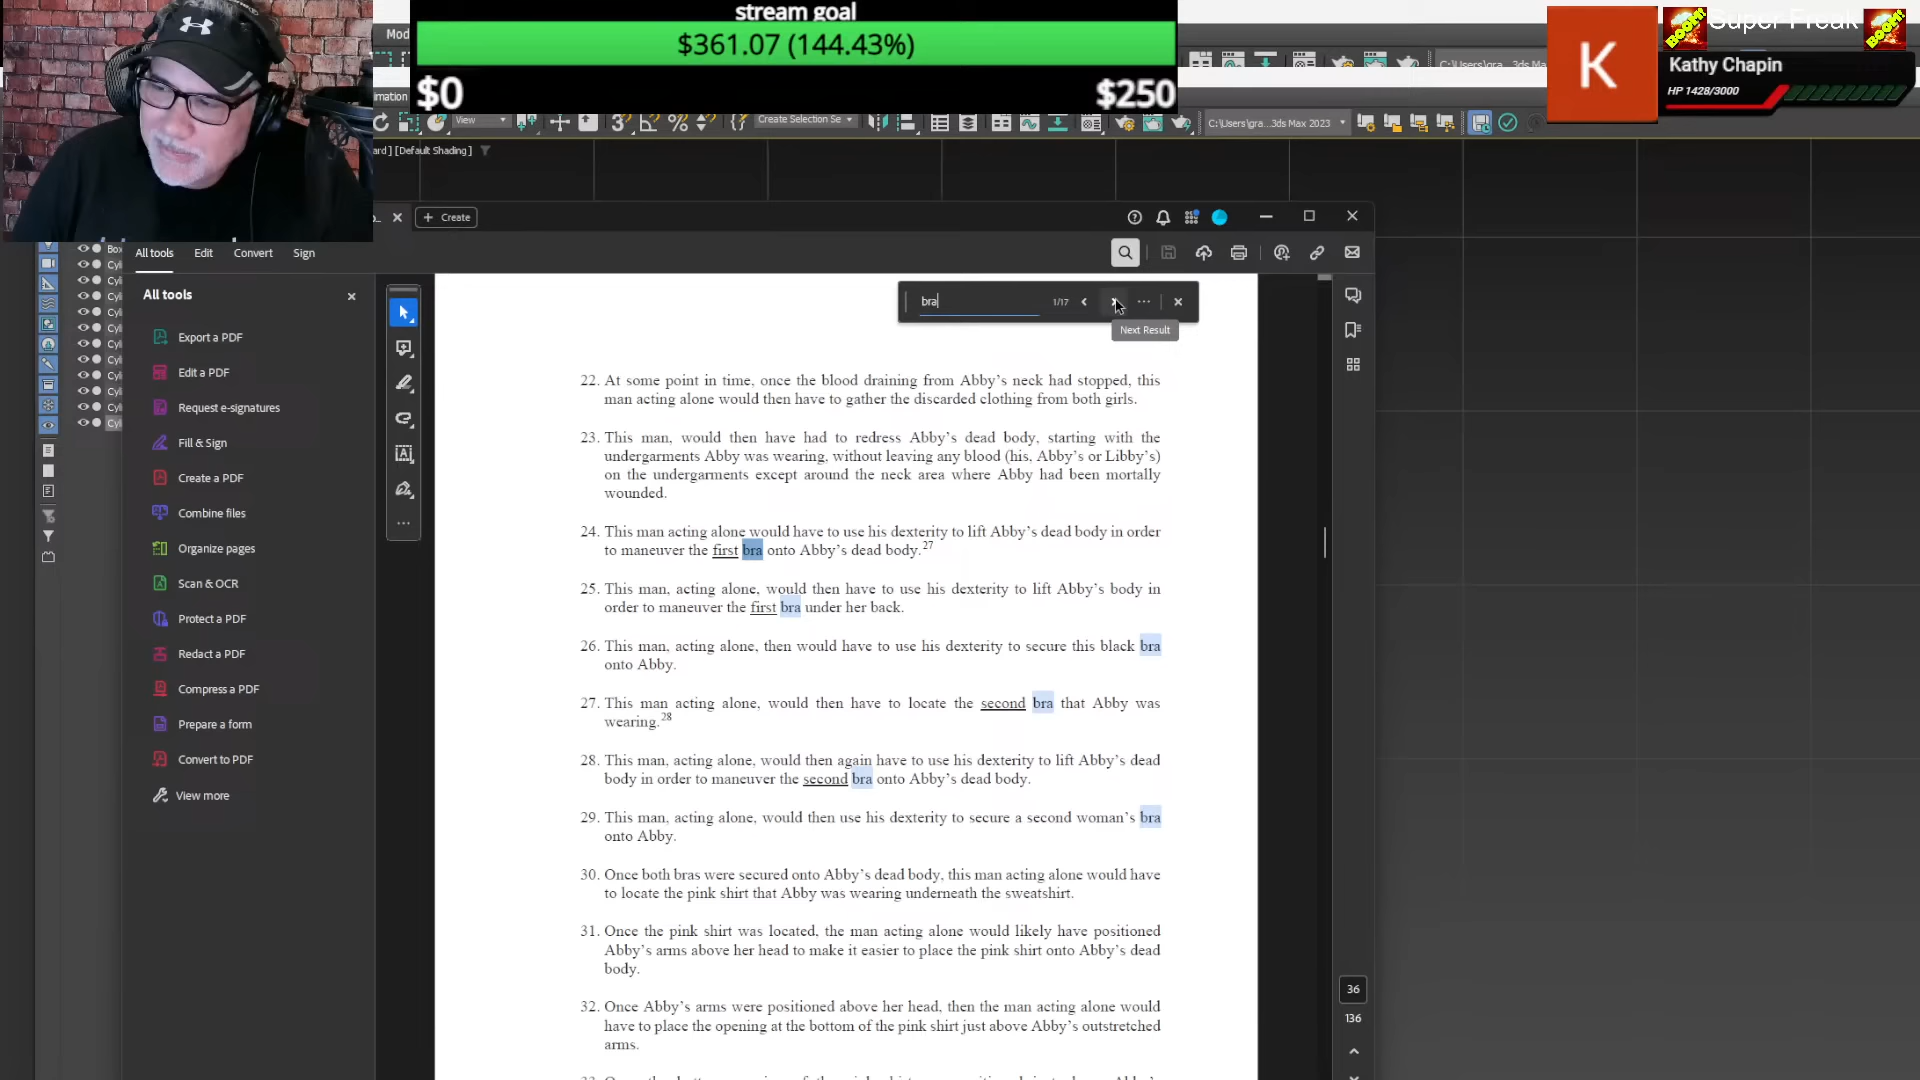 stream goal
$361.07 (144.43%)
$0
$250
K
BOOM!
Super Freak
BOOM!
Kathy Chapin
HP 1428/3000
Mod
View
Create Selection Se
C:\Users\gra...3ds Max 2023
[Default Shading]
Create
All tools
Edit
Convert
Sign
All tools
Export a PDF
Edit a PDF
Request e-signatures
Fill & Sign
Create a PDF
Combine files
Organize pages
Scan & OCR
Protect a PDF
Redact a PDF
Compress a PDF
Prepare a form
Convert to PDF
View more
bra
1/17
Next Result
22. At some point in time, once the blood draining from Abby's neck had stopped, this
man acting alone would then have to gather the discarded clothing from both girls.
23. This man, would then have had to redress Abby's dead body, starting with the
undergarments Abby was wearing, without leaving any blood (his, Abby's or Libby's)
on the undergarments except around the neck area where Abby had been mortally
wounded.
24. This man acting alone would have to use his dexterity to lift Abby's dead body in order
to maneuver the first bra onto Abby's dead body.27
25. This man, acting alone, would then have to use his dexterity to lift Abby's body in
order to maneuver the first bra under her back.
26. This man, acting alone, then would have to use his dexterity to secure this black bra
onto Abby.
27. This man acting alone, would then have to locate the second bra that Abby was
wearing.28
28. This man, acting alone, would then again have to use his dexterity to lift Abby's dead
body in order to maneuver the second bra onto Abby's dead body.
29. This man, acting alone, would then use his dexterity to secure a second woman's bra
onto Abby.
30. Once both bras were secured onto Abby's dead body, this man acting alone would have
to locate the pink shirt that Abby was wearing underneath the sweatshirt.
31. Once the pink shirt was located, the man acting alone would likely have positioned
Abby's arms above her head to make it easier to place the pink shirt onto Abby's dead
body.
32. Once Abby's arms were positioned above her head, then the man acting alone would
have to place the opening at the bottom of the pink shirt just above Abby's outstretched
arms.
36
136